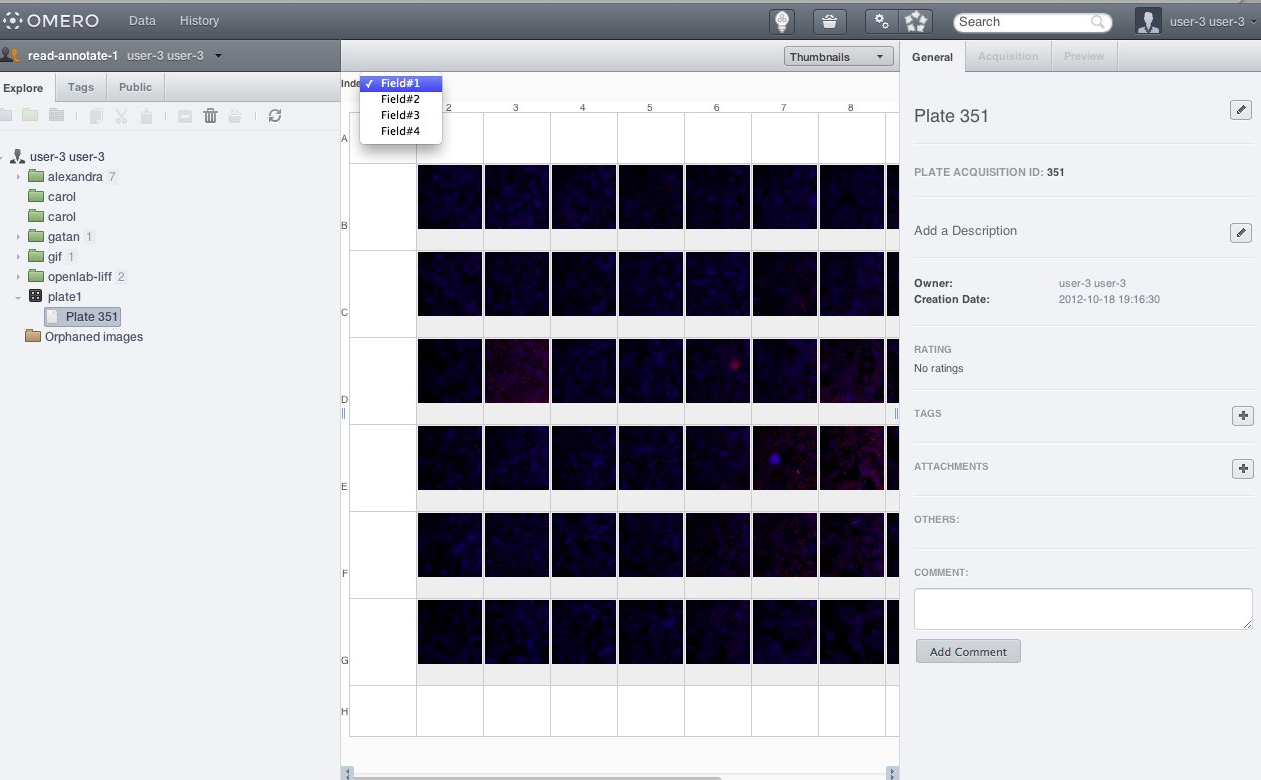 OMERO Data History Search user-3 user-3
read-annotate-1 user-3 user-3 Thumbnails General Acquisition Preview
Explore Tags Public
Inde ✓ Field#1
Field#2
Field#3
Field#4
2 3 4 5 6 7 8
A
B
C
D
E
F
G
H
user-3 user-3
alexandra 7
carol
carol
gatan 1
gif 1
openlab-liff 2
plate1
Plate 351
Orphaned images
Plate 351
PLATE ACQUISITION ID: 351
Add a Description
Owner: user-3 user-3
Creation Date: 2012-10-18 19:16:30
RATING
No ratings
TAGS
ATTACHMENTS
OTHERS:
COMMENT:
Add Comment